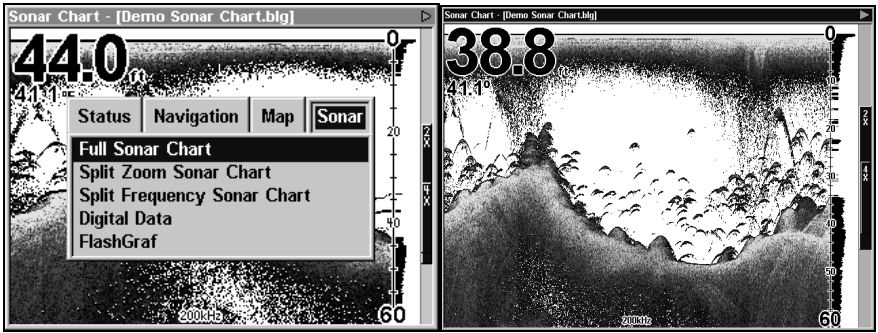 Sonar Chart - [Demo Sonar Chart.blg]
44.0 ft
0
41.1°F
Status Navigation Map Sonar
Full Sonar Chart
Split Zoom Sonar Chart
Split Frequency Sonar Chart
Digital Data
FlashGraf
20
2X
4X
40
200kHz
60
Sonar Chart - [Demo Sonar Chart.blg]
38.8 ft
0
41.1°
10
20
30
40
50
2X
4X
200kHz
60